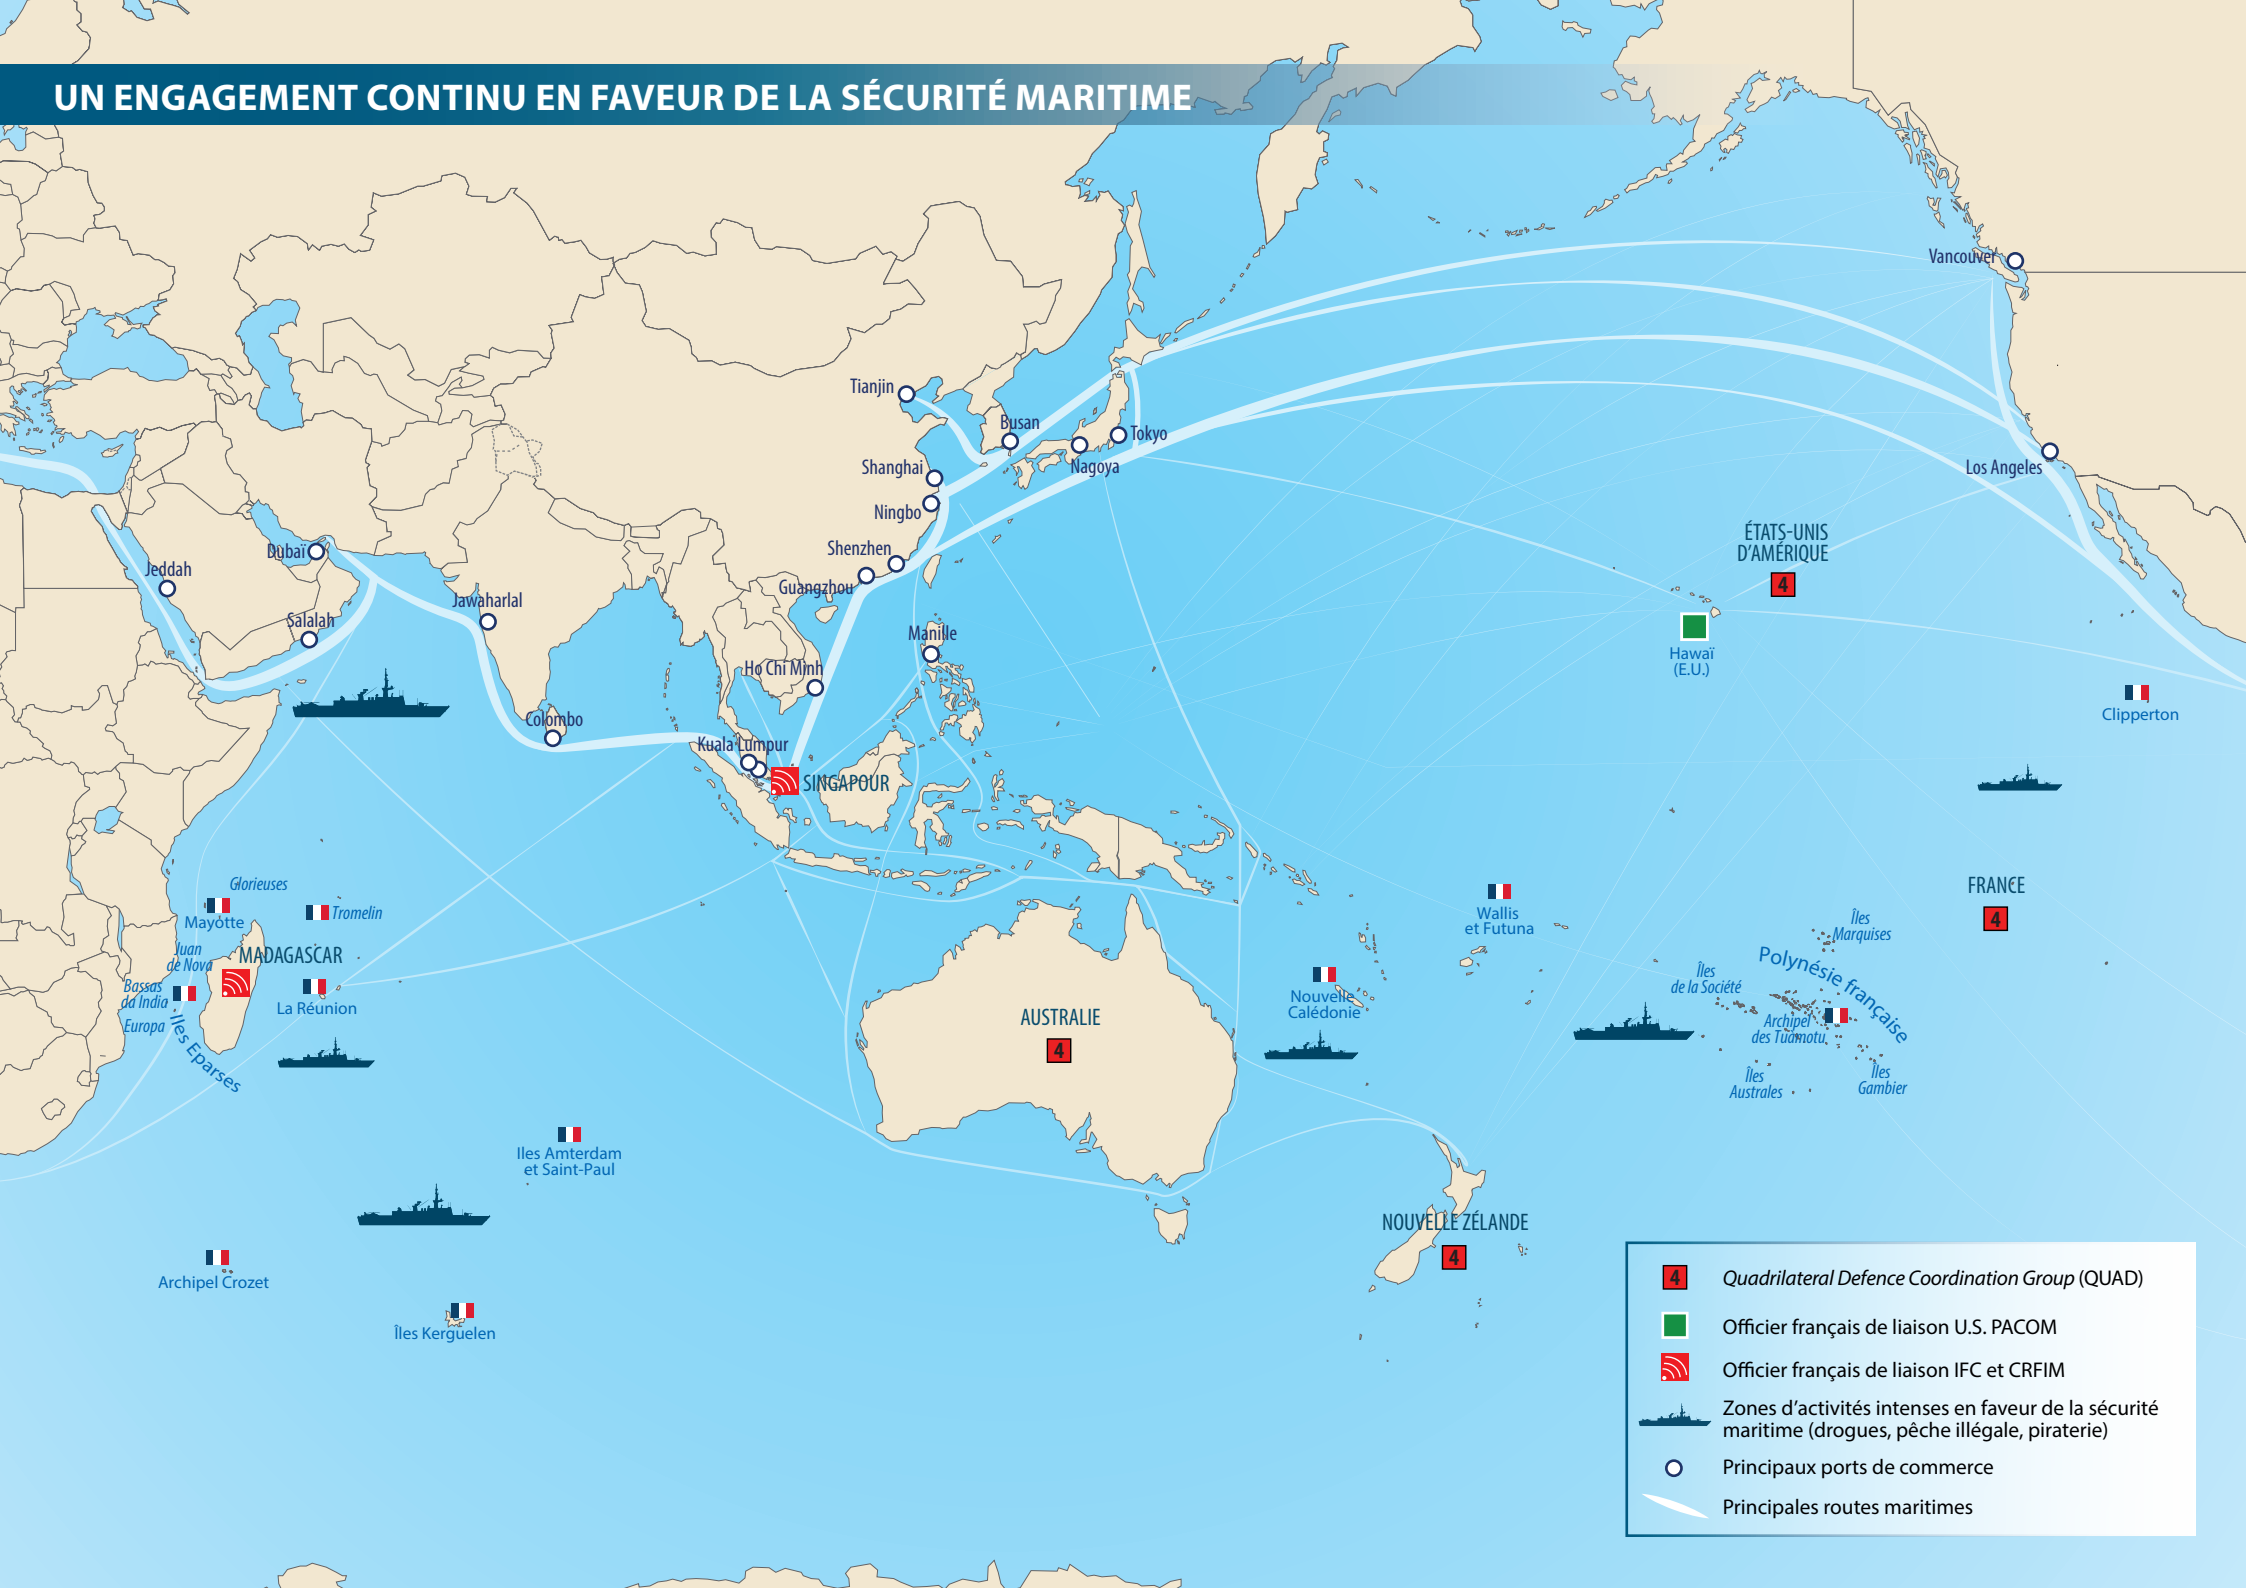 UN ENGAGEMENT CONTINU EN FAVEUR DE LA SÉCURITÉ MARITIME
Vancouver
Tianjin
Busan
Tokyo
Nagoya
Shanghai
Ningbo
Los Angeles
Shenzhen
Guangzhou
Dubaï
Jeddah
Salalah
Jawaharlal
Manille
Ho Chi Minh
Colombo
Kuala Lumpur
SINGAPOUR
ÉTATS-UNIS
D'AMÉRIQUE
4
Hawaï
(E.U.)
Clipperton
Glorieuses
Mayotte
Tromelin
Juan
de Nova
MADAGASCAR
Bassas
da India
Europa
Iles Eparses
La Réunion
Wallis
et Futuna
FRANCE
4
Îles
Marquises
Polynésie française
Îles
de la Société
Archipel
des Tuamotu
Îles
Australes
Îles
Gambier
Nouvelle
Calédonie
AUSTRALIE
4
Iles Amterdam
et Saint-Paul
NOUVELLE ZÉLANDE
4
Archipel Crozet
Îles Kerguelen
4
Quadrilateral Defence Coordination Group (QUAD)
Officier français de liaison U.S. PACOM
Officier français de liaison IFC et CRFIM
Zones d'activités intenses en faveur de la sécurité
maritime (drogues, pêche illégale, piraterie)
Principaux ports de commerce
Principales routes maritimes